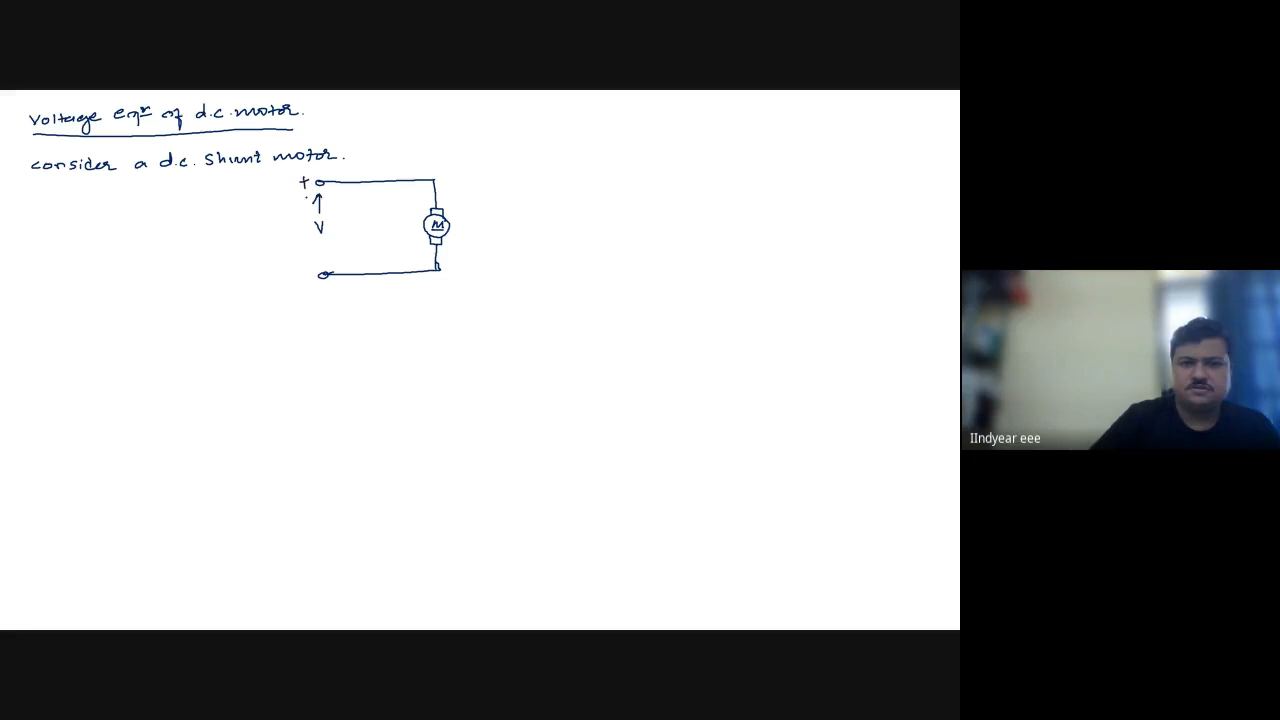 Voltage eqn of d.c. motor.
consider a d.c. shunt motor.
+
V
M
IIndyear eee